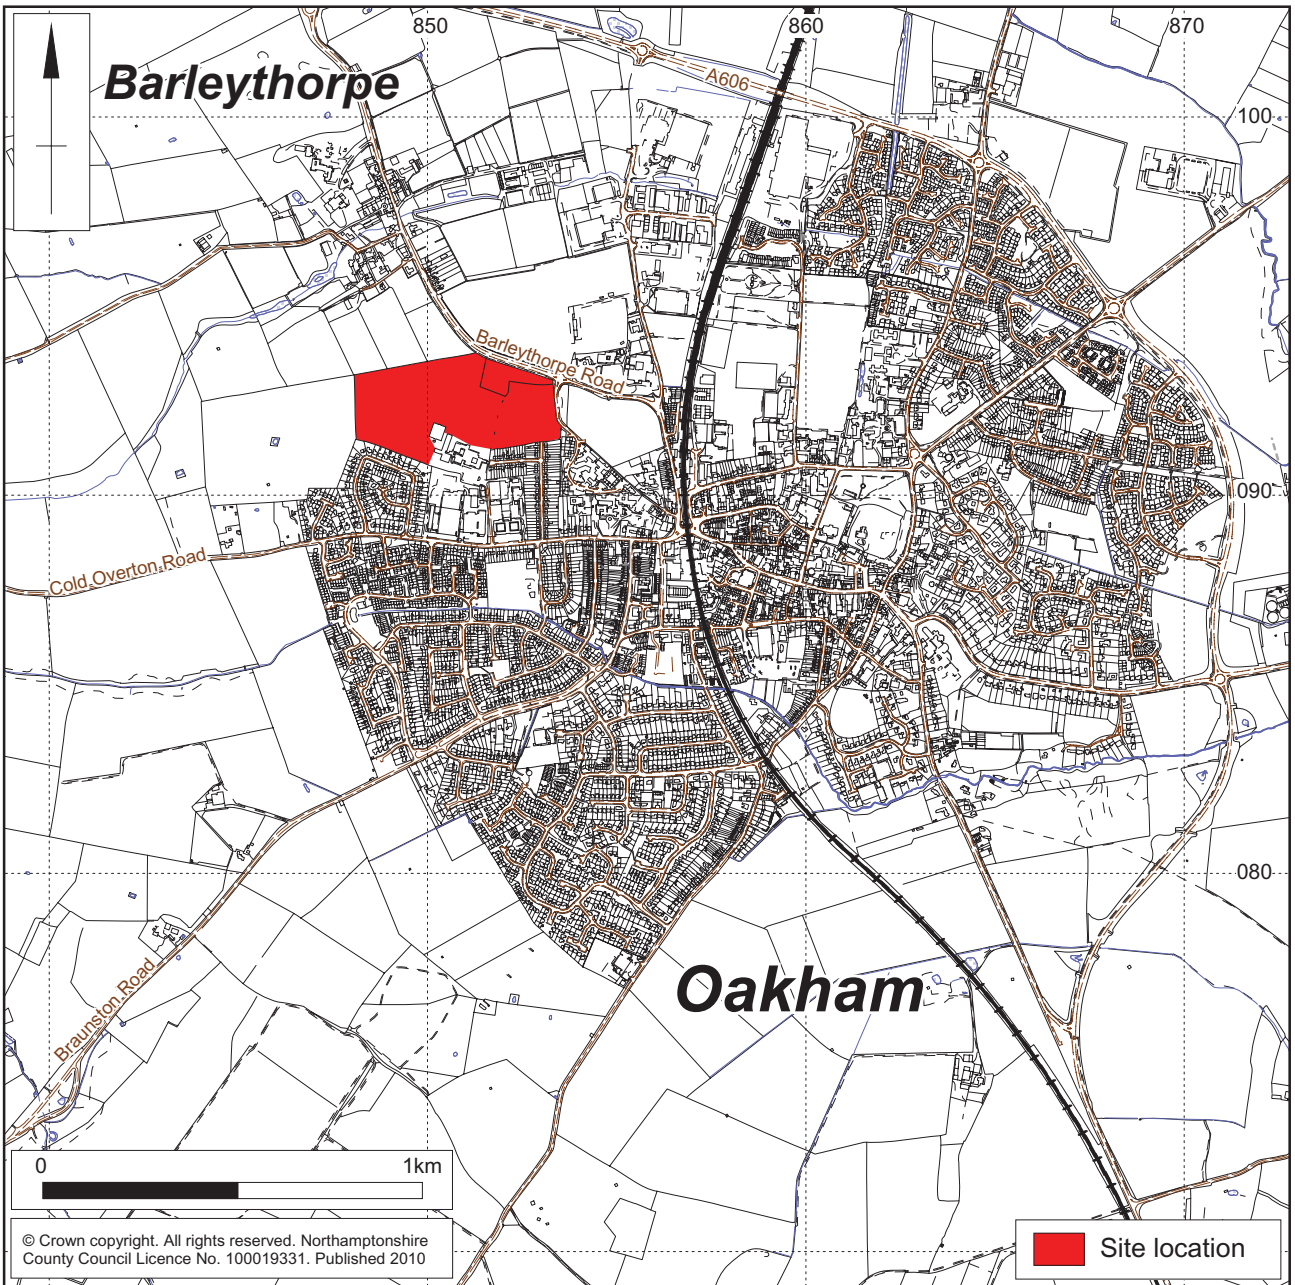 850
860
870
Barleythorpe
A606
100
Barleythorpe Road
090
Cold Overton Road
080
Oakham
Braunston Road
0
1km
© Crown copyright. All rights reserved. Northamptonshire
County Council Licence No. 100019331. Published 2010
Site location